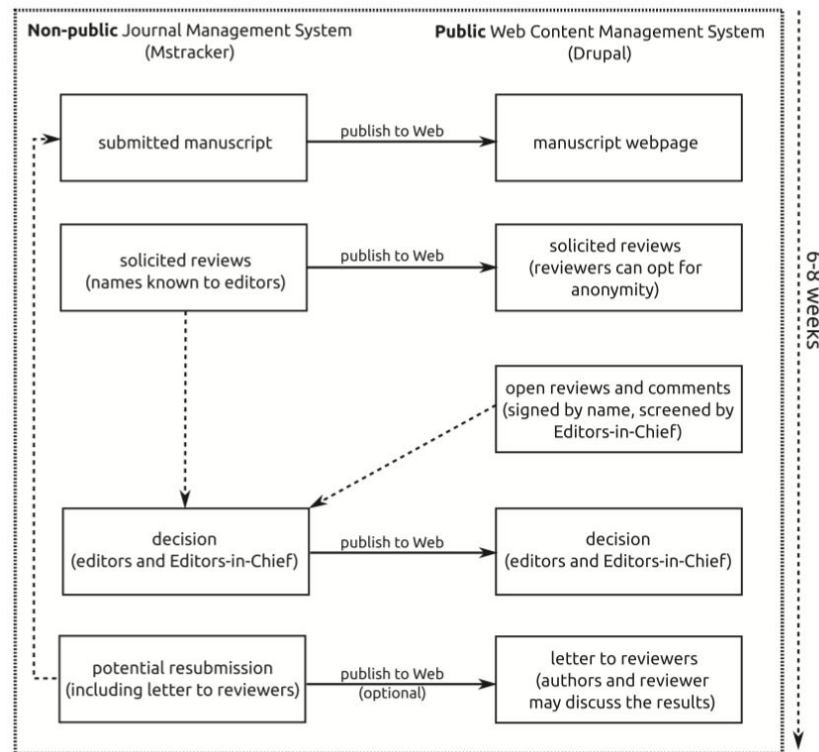 Non-public Journal Management System
(Mstracker)
Public Web Content Management System
(Drupal)
submitted manuscript
publish to Web
manuscript webpage
solicited reviews
(names known to editors)
publish to Web
solicited reviews
(reviewers can opt for
anonymity)
open reviews and comments
(signed by name, screened by
Editors-in-Chief)
decision
(editors and Editors-in-Chief)
publish to Web
decision
(editors and Editors-in-Chief)
potential resubmission
(including letter to reviewers)
publish to Web
(optional)
letter to reviewers
(authors and reviewer
may discuss the results)
6-8 weeks